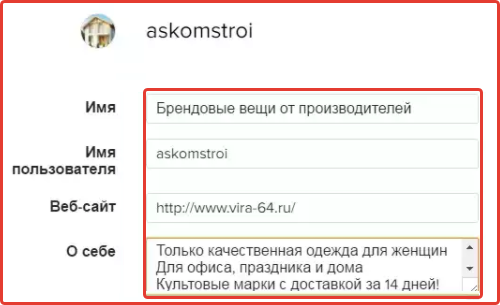 askomstroi
Имя
Брендовые вещи от производителей
Имя
пользователя
askomstroi
Веб-сайт
http://www.vira-64.ru/
О себе
Только качественная одежда для женщин
Для офиса, праздника и дома
Культовые марки с доставкой за 14 дней!